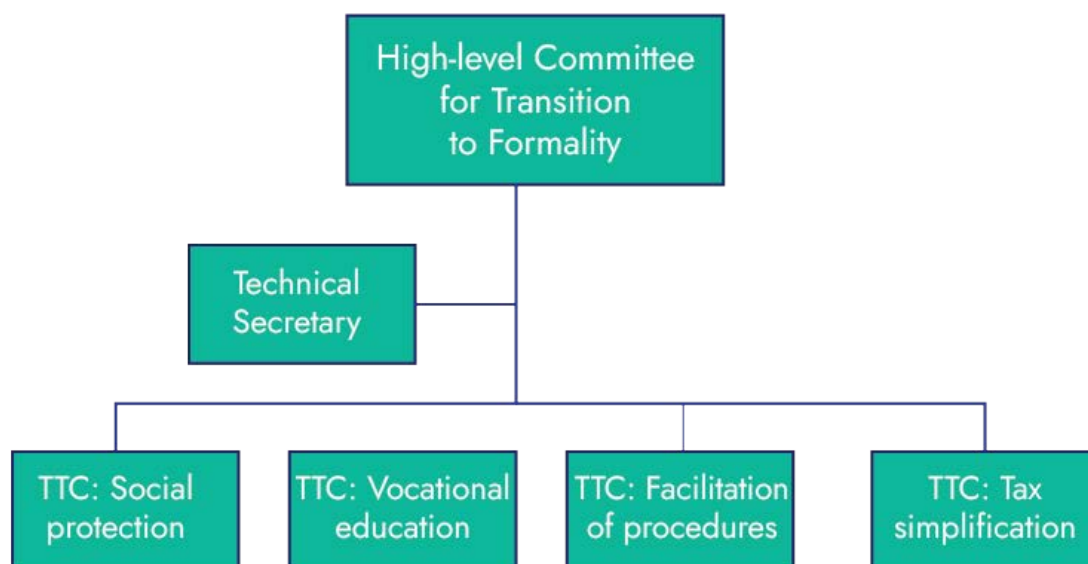 High-level Committee
for Transition
to Formality
Technical
Secretary
TTC: Social
protection
TTC: Vocational
education
TTC: Facilitation
of procedures
TTC: Tax
simplification